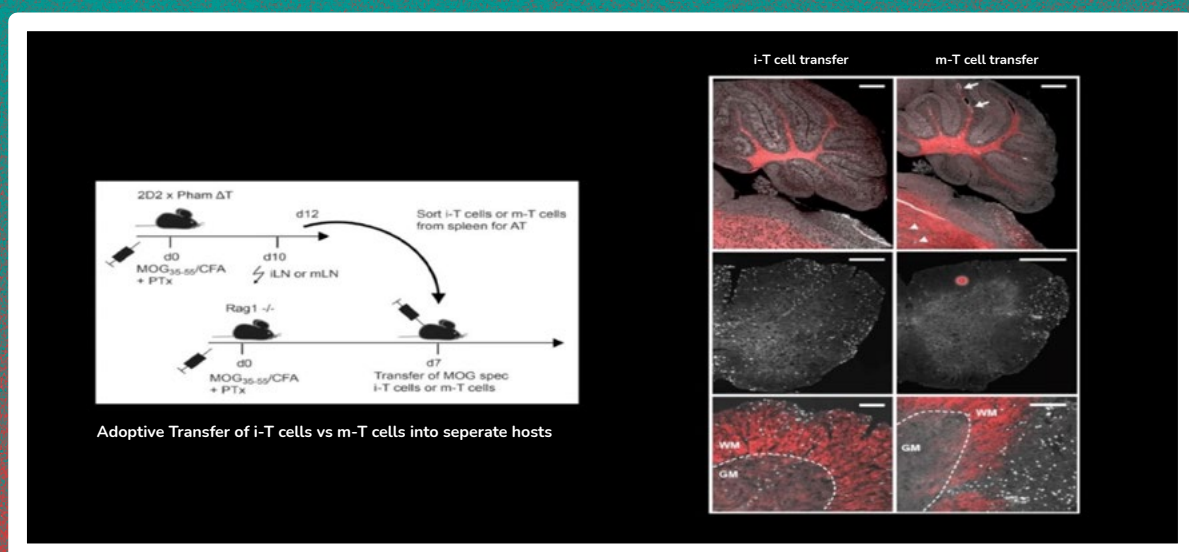 2D2 x Pham ΔT
d12
Sort i-T cells or m-T cells
from spleen for AT
d0
d10
MOG35-55/CFA
+ PTx
iLN or mLN
Rag1 -/-
d0
d7
MOG35-55/CFA
+ PTx
Transfer of MOG spec
i-T cells or m-T cells
Adoptive Transfer of i-T cells vs m-T cells into seperate hosts
i-T cell transfer
m-T cell transfer
WM
GM
WM
GM